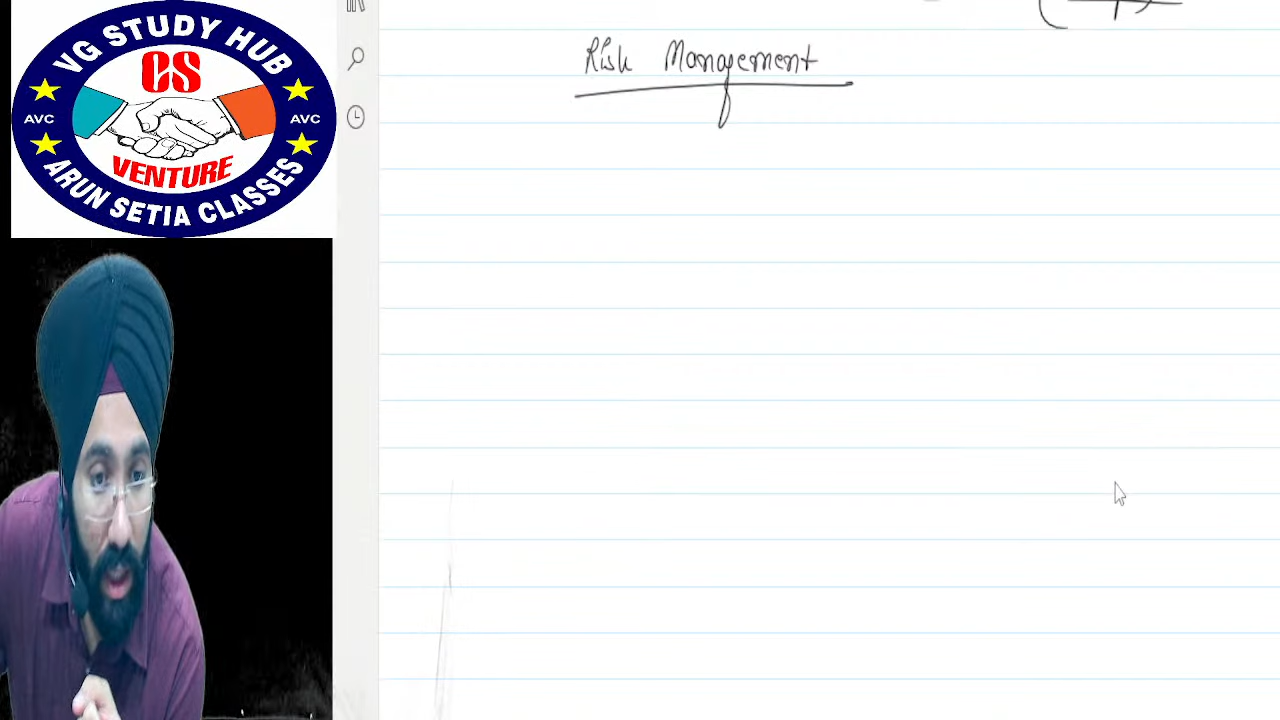 VG STUDY HUB
CS
AVC
AVC
VENTURE
ARUN SETIA CLASSES
Risk Management